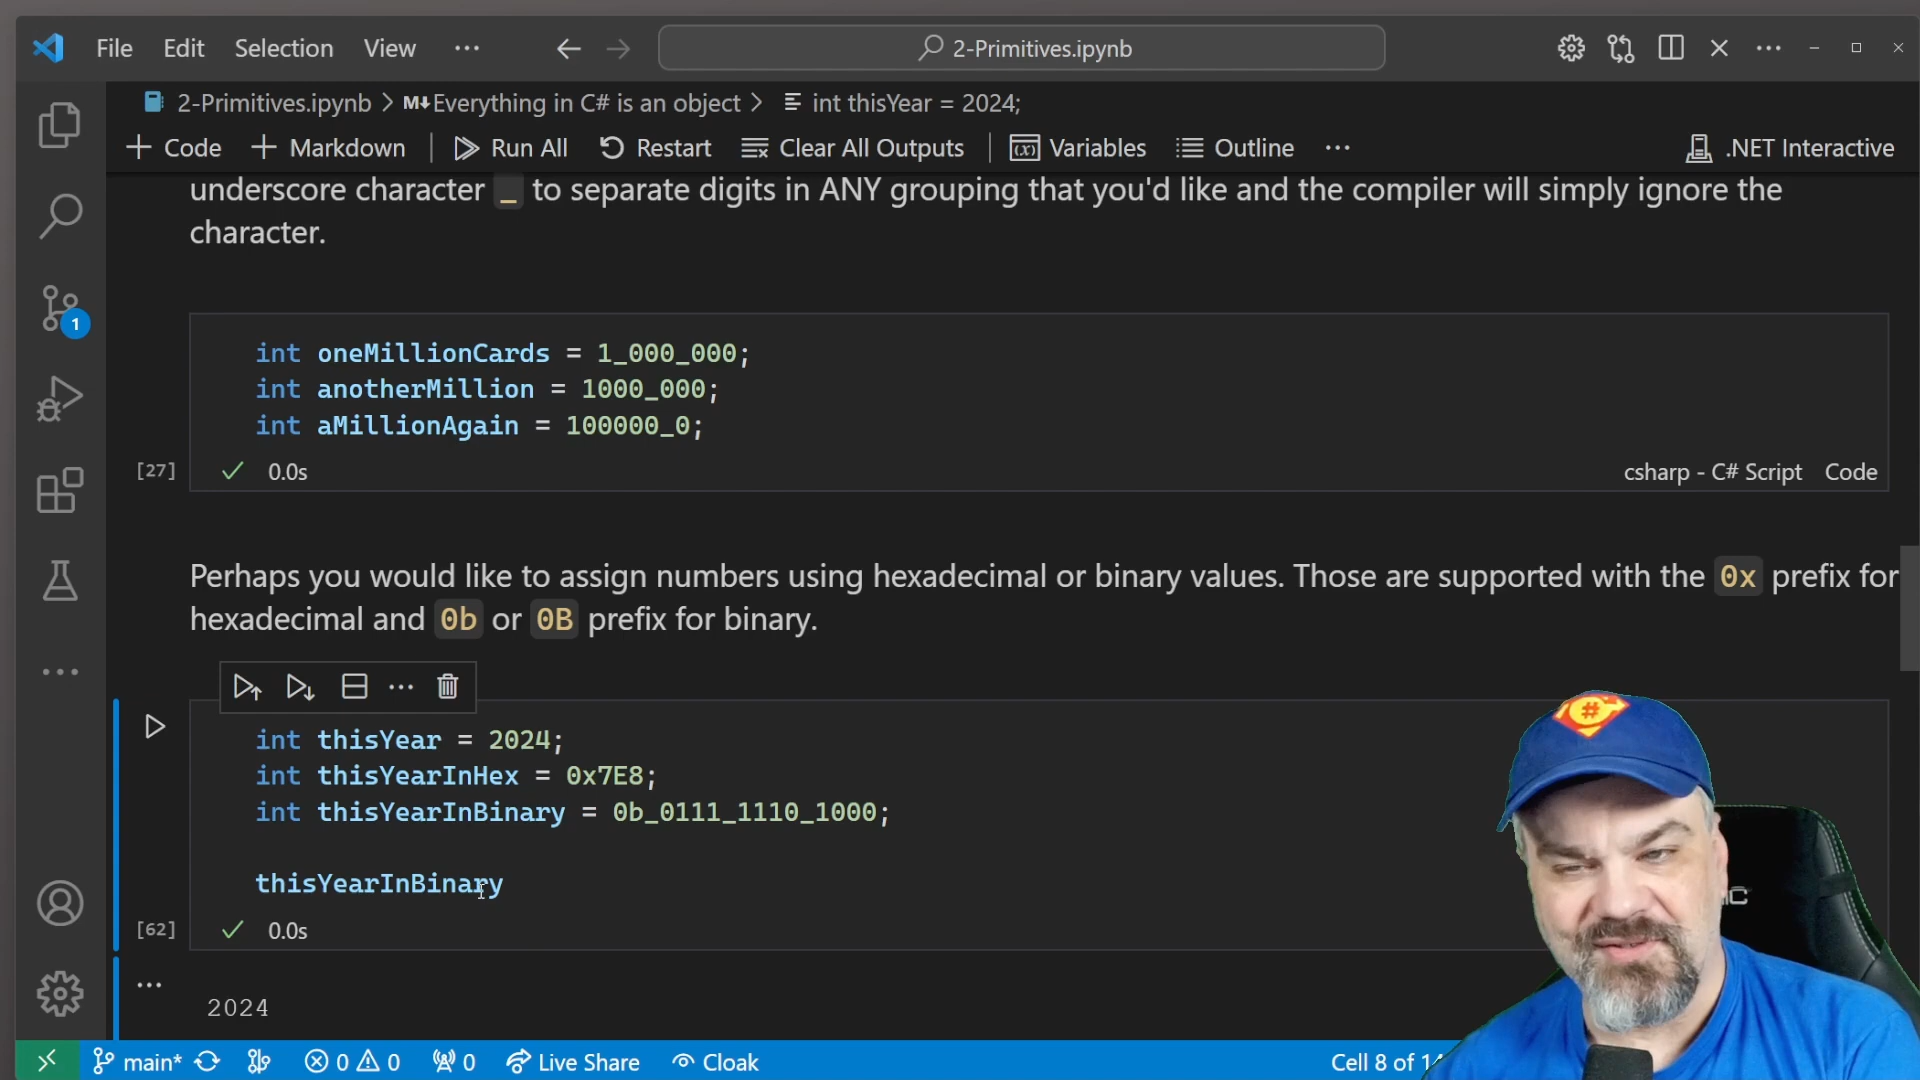 File Edit Selection View ··· 2-Primitives.ipynb
2-Primitives.ipynb > M↓Everything in C# is an object > int thisYear = 2024;
+ Code + Markdown Run All Restart Clear All Outputs Variables Outline ··· .NET Interactive
underscore character _ to separate digits in ANY grouping that you'd like and the compiler will simply ignore the
character.
int oneMillionCards = 1_000_000;
int anotherMillion = 1000_000;
int aMillionAgain = 100000_0;
[27] ✓ 0.0s csharp - C# Script Code
1
Perhaps you would like to assign numbers using hexadecimal or binary values. Those are supported with the 0x prefix for
hexadecimal and 0b or 0B prefix for binary.
int thisYear = 2024;
int thisYearInHex = 0x7E8;
int thisYearInBinary = 0b_0111_1110_1000;
thisYearInBinary
[62] ✓ 0.0s
2024
main* 0 0 0 Live Share Cloak Cell 8 of
#